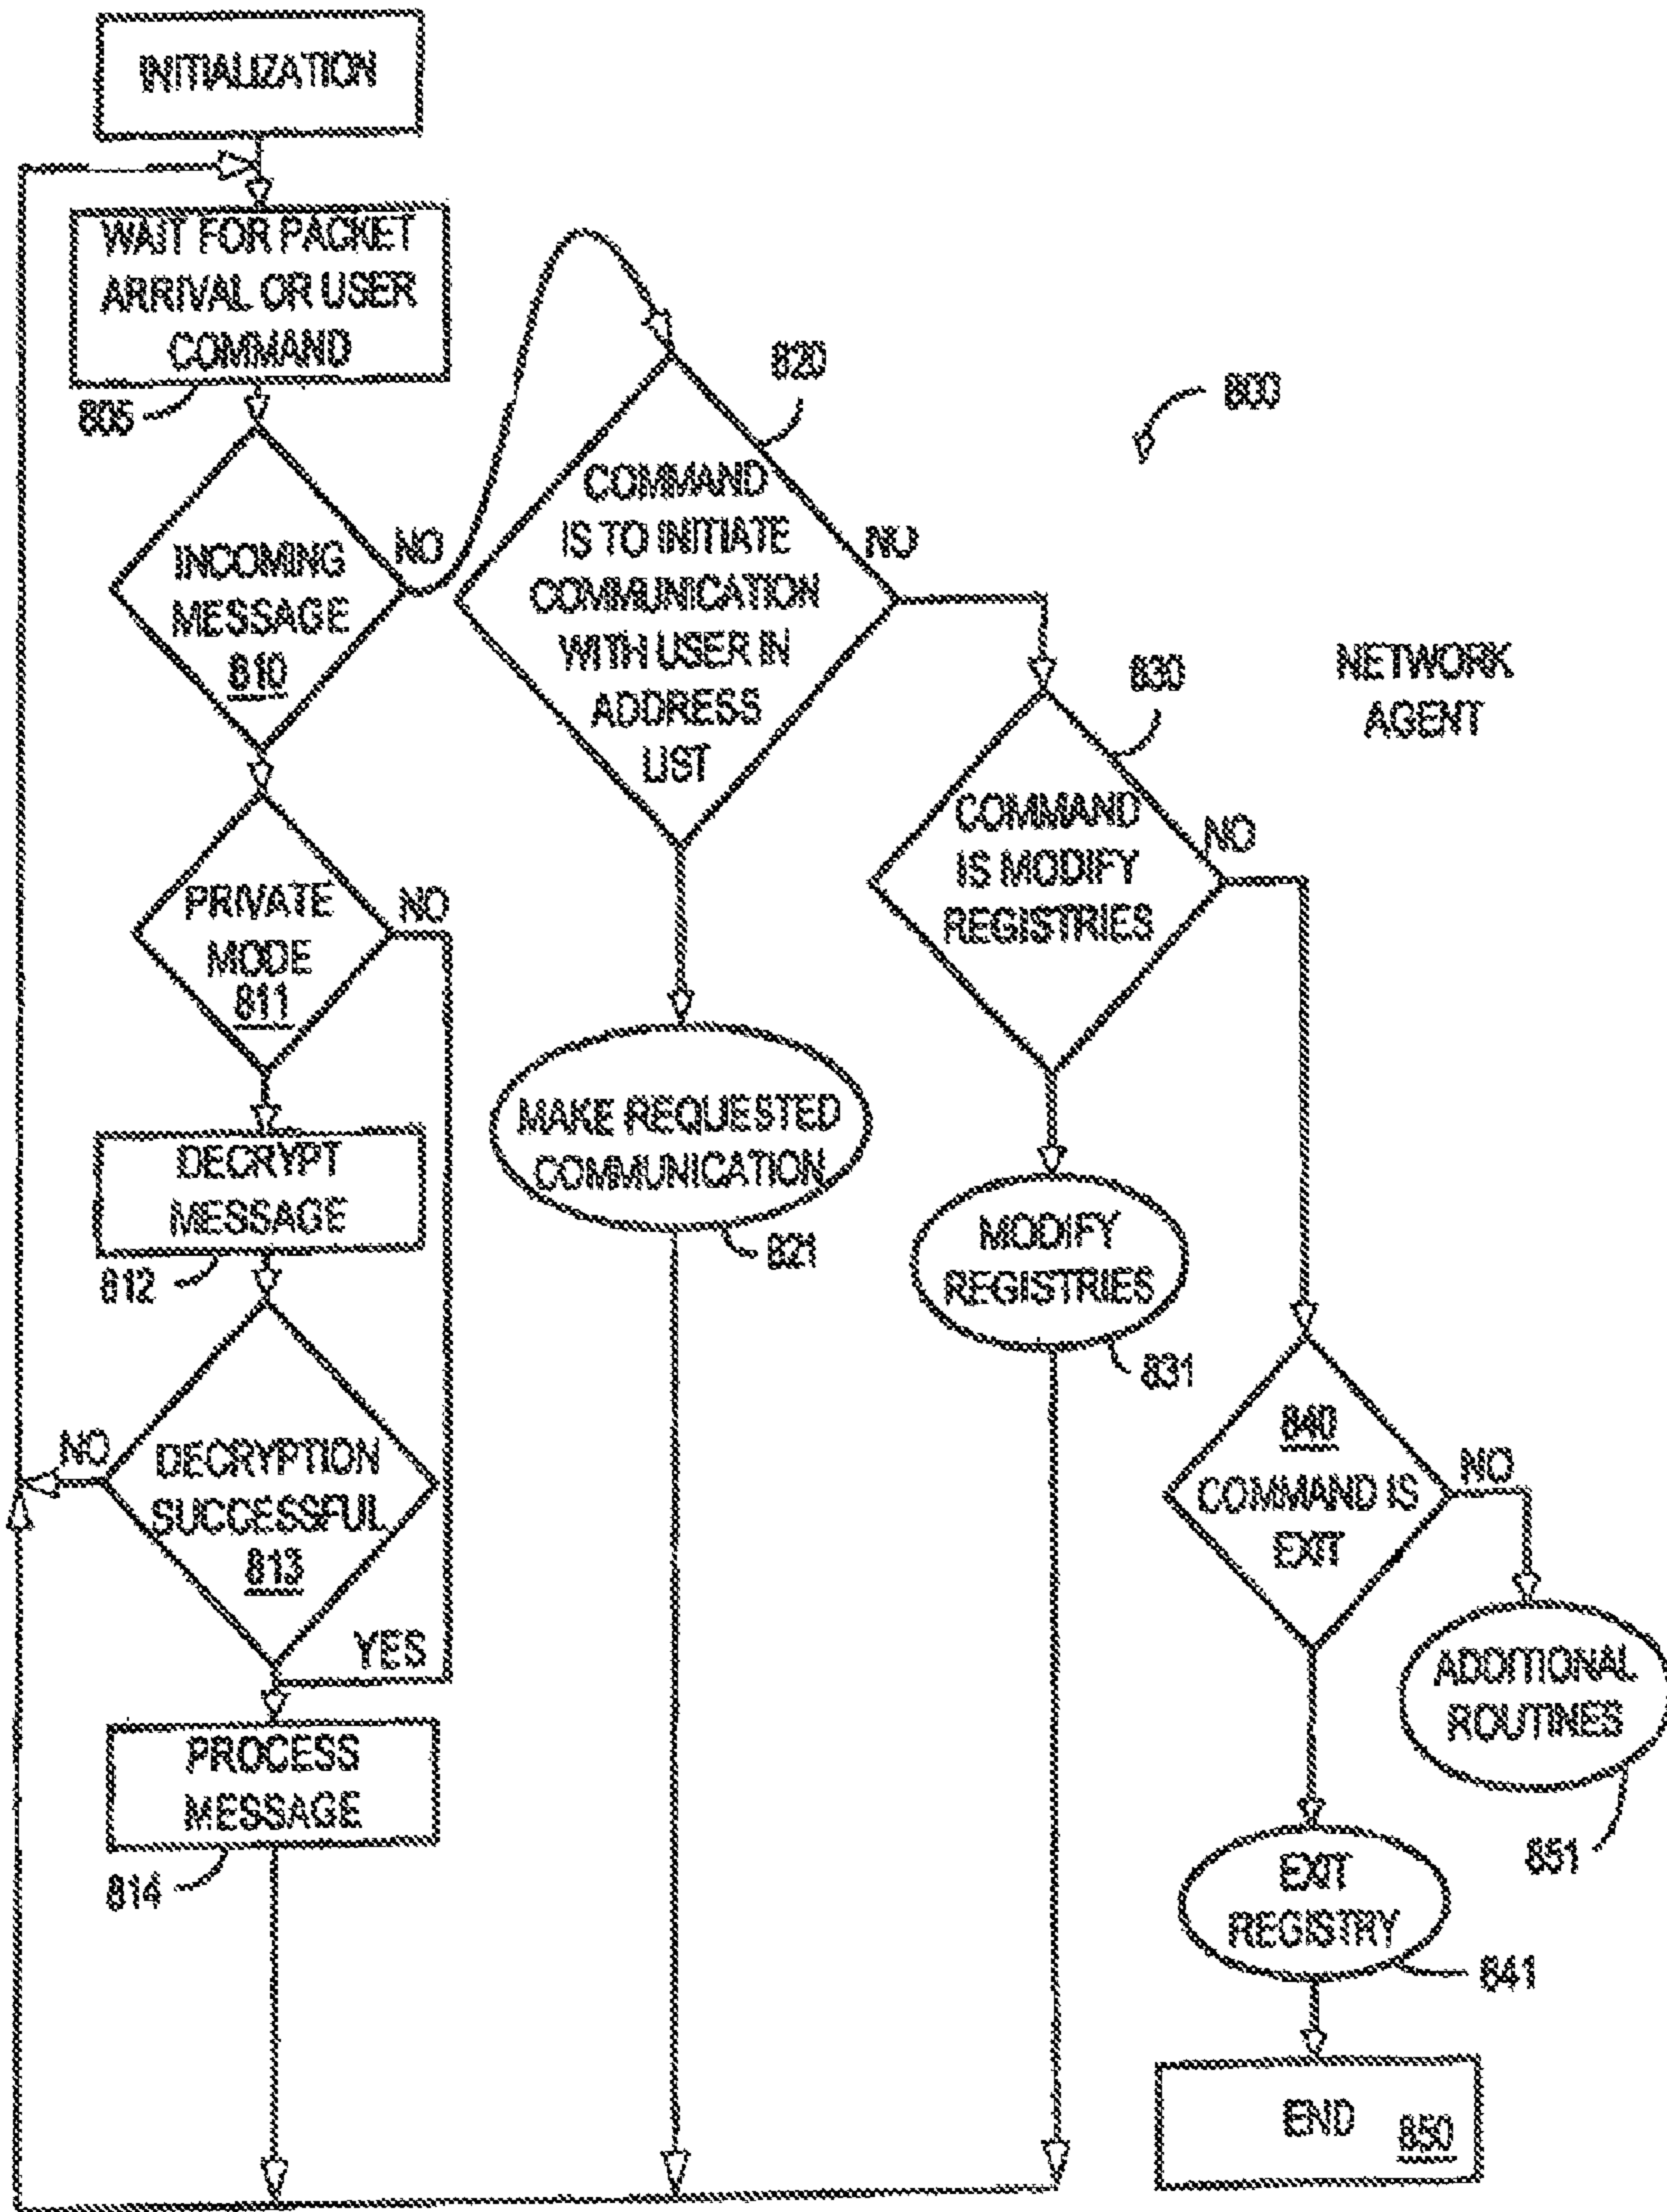 INITIALIZATION
WAIT FOR PACKET
ARRIVAL OR USER
COMMAND
805
INCOMING
MESSAGE
810
NO
PRIVATE
MODE
811
NO
DECRYPT
MESSAGE
812
DECRYPTION
SUCCESSFUL
813
NO
YES
PROCESS
MESSAGE
814
820
COMMAND
IS TO INITIATE
COMMUNICATION
WITH USER IN
ADDRESS
LIST
NO
MAKE REQUESTED
COMMUNICATION
821
800
NETWORK
AGENT
830
COMMAND
IS MODIFY
REGISTRIES
NO
MODIFY
REGISTRIES
831
840
COMMAND IS
EXIT
NO
ADDITIONAL
ROUTINES
851
EXIT
REGISTRY
841
END
850